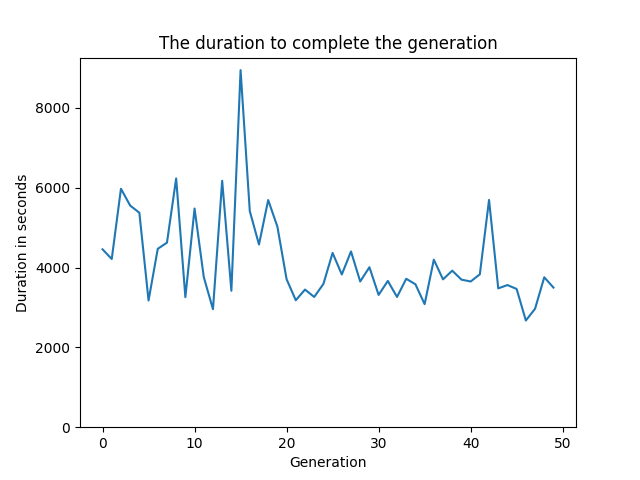 The duration to complete the generation
Duration in seconds
8000
6000
4000
2000
0
0 10 20 30 40 50
Generation